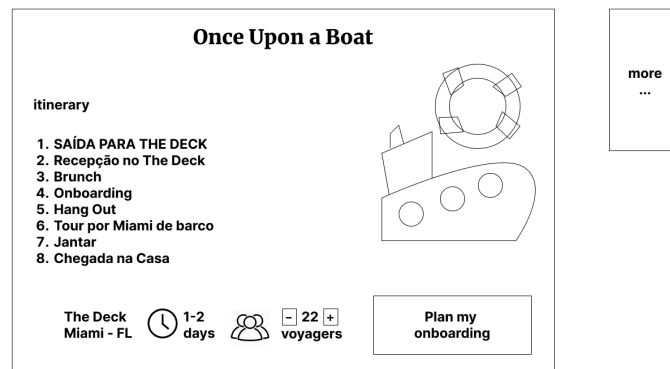 Once Upon a Boat
more
...
itinerary
1. SAÍDA PARA THE DECK
2. Recepção no The Deck
3. Brunch
4. Onboarding
5. Hang Out
6. Tour por Miami de barco
7. Jantar
8. Chegada na Casa
The Deck
Miami - FL
1-2
days
- 22 +
voyagers
Plan my
onboarding